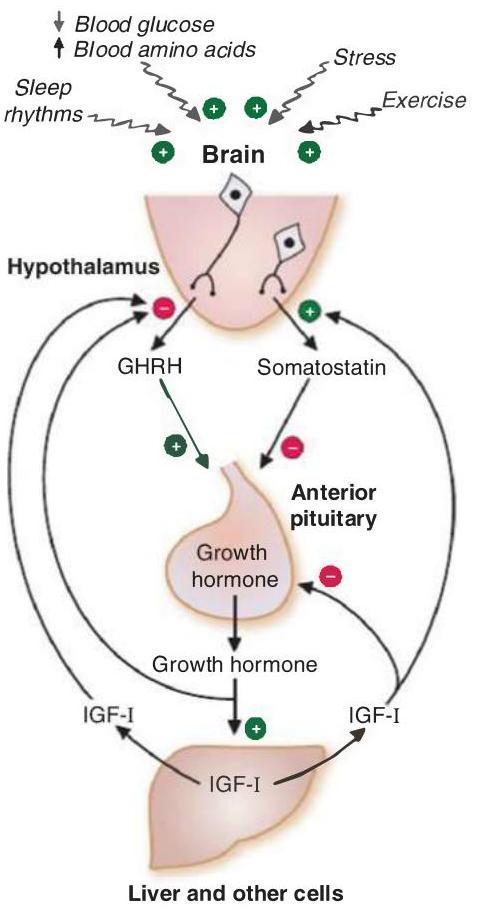 ↓ Blood glucose
↑ Blood amino acids
Stress
Sleep
rhythms
Exercise
+ +
+ Brain +
Hypothalamus
- +
GHRH Somatostatin
+ -
Anterior
pituitary
Growth
hormone
-
Growth hormone
IGF-I IGF-I
+
IGF-I
Liver and other cells